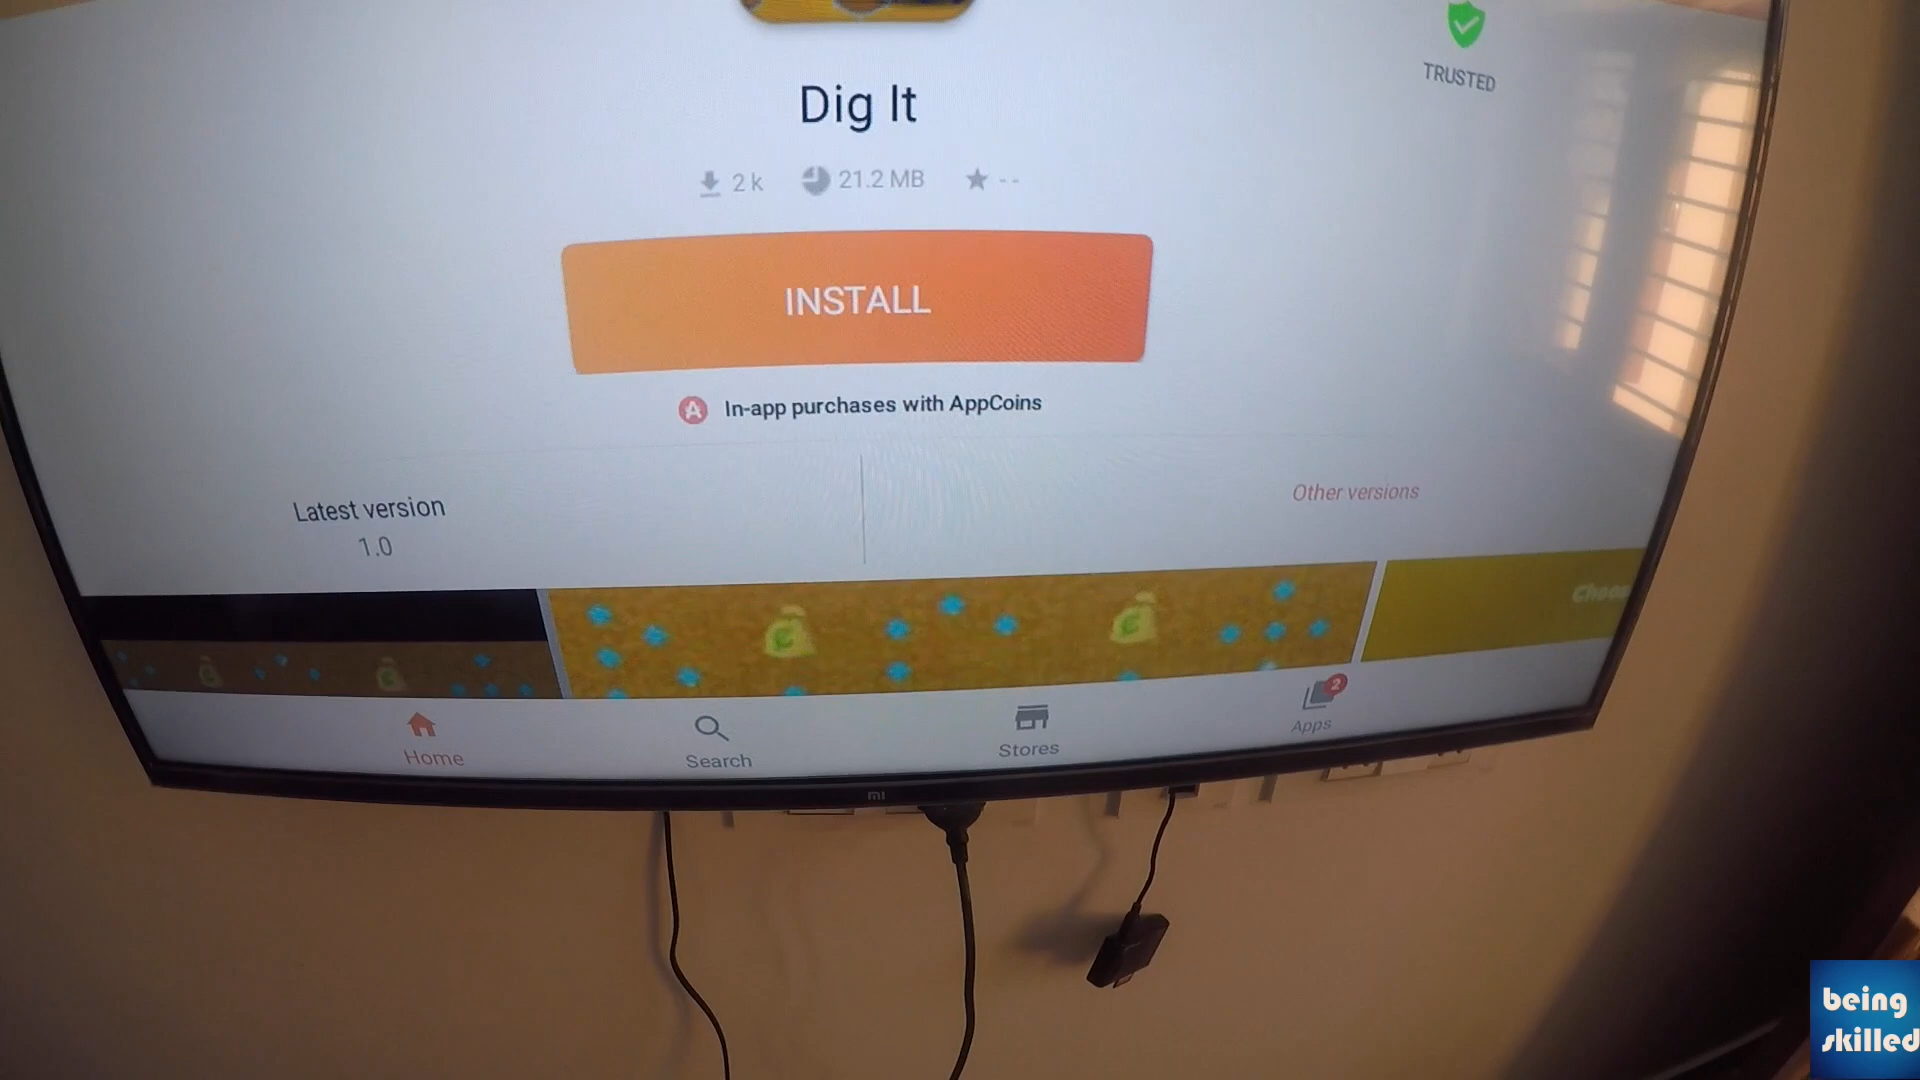 Dig It
TRUSTED
2 k
21.2 MB
--
INSTALL
In-app purchases with AppCoins
Latest version
1.0
Other versions
Home
Search
Stores
Apps
2
mi
being
skilled